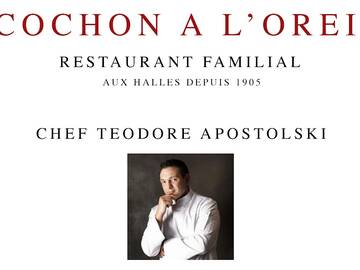 COCHON A L'OREI
RESTAURANT FAMILIAL
AUX HALLES DEPUIS 1905
CHEF TEODORE APOSTOLSKI